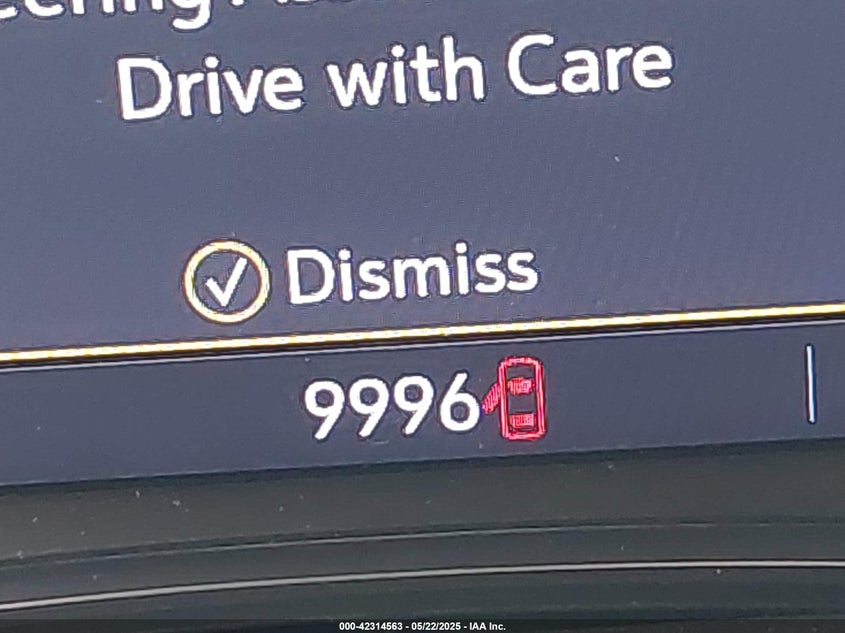 Drive with Care
Dismiss
9996
000-42314563 - 05/22/2025 - IAA Inc.